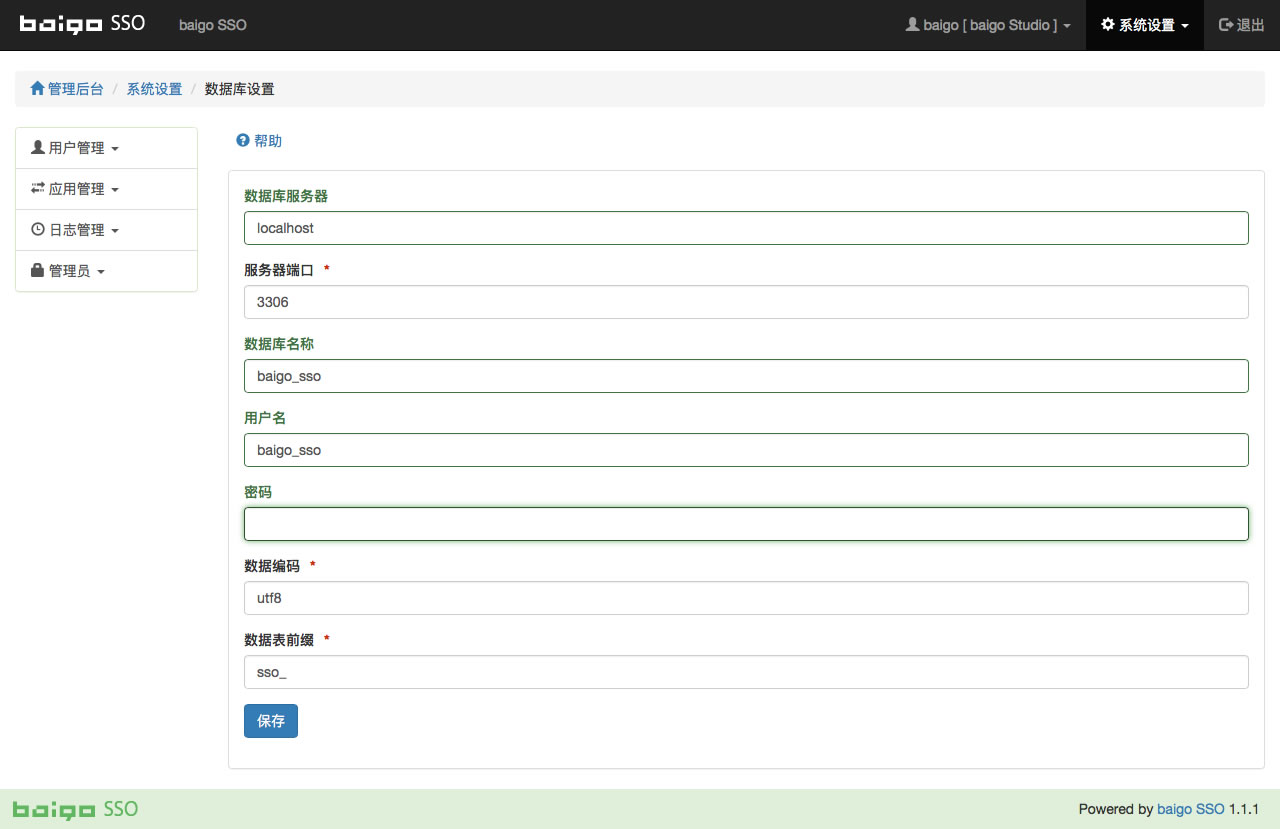 baigo SSO baigo SSO baigo [ baigo Studio ] 系统设置 退出
管理后台 / 系统设置 / 数据库设置
用户管理
应用管理
日志管理
管理员
帮助
数据库服务器
localhost
服务器端口 *
3306
数据库名称
baigo_sso
用户名
baigo_sso
密码
数据编码 *
utf8
数据表前缀 *
sso_
保存
baigo SSO Powered by baigo SSO 1.1.1